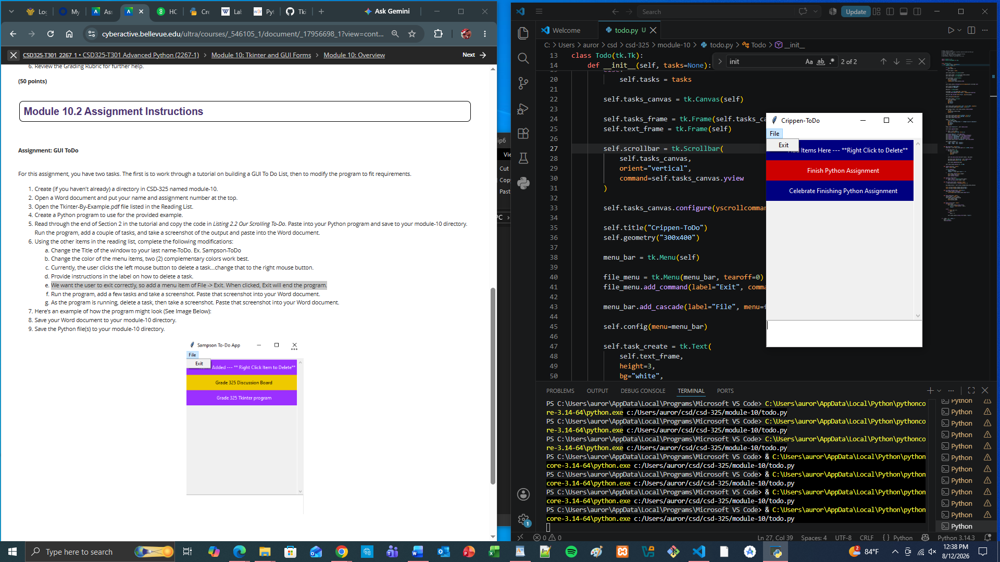 Log
My
Ass
HC
Cre
Lab
Pyt
Tki
Ask Gemini
cyberactive.bellevue.edu/ultra/courses/_546105_1/document/_17956698_1?view=cont...
CSD325-T301_2267_1 • CSD325-T301 Advanced Python (2267-1) > Module 10: Tkinter and GUI Forms > Module 10: Overview
Next
6. Review the Grading Rubric for further help.
(50 points)
Module 10.2 Assignment Instructions
Assignment: GUI ToDo
For this assignment, you have two tasks. The first is to work through a tutorial on building a GUI To Do List, then to modify the program to fit requirements.
1. Create (if you haven't already) a directory in CSD-325 named module-10.
2. Open a Word document and put your name and assignment number at the top.
3. Open the Tkinter-By-Example.pdf file listed in the Reading List.
4. Create a Python program to use for the provided example.
5. Read through the end of Section 2 in the tutorial and copy the code in Listing 2.2 Our Scrolling To-Do. Paste into your Python program and save to your module-10 directory.
Run the program, add a couple of tasks, and take a screenshot of the output and paste into the Word document.
6. Using the other items in the reading list, complete the following modifications:
a. Change the Title of the window to your last name-ToDo. Ex. Sampson-ToDo
b. Change the color of the menu items, two (2) complementary colors work best.
c. Currently, the user clicks the left mouse button to delete a task...change that to the right mouse button.
d. Provide instructions in the label on how to delete a task.
e. We want the user to exit correctly, so add a menu item of File -> Exit. When clicked, Exit will end the program.
f. Run the program, add a few tasks and take a screenshot. Paste that screenshot into your Word document.
g. As the program is running, delete a task, then take a screenshot. Paste that screenshot into your Word document.
7. Here's an example of how the program might look (See Image Below):
8. Save your Word document to your module-10 directory.
9. Save the Python file(s) to your module-10 directory.
Sampson To-Do App
File
Exit
Added --- ** Right Click Item to Delete**
Grade 325 Discussion Board
Grade 325 Tkinter program
ip6
Vie
Cut
Copy
Past
PC >
Search
Update
Welcome
todo.py U
C: > Users > auror > csd > csd-325 > module-10 > todo.py > Todo > __init__
init
Aa ab .*
2 of 2
13 class Todo(tk.Tk):
14 def __init__(self, tasks=None):
20 self.tasks = tasks
21
22 self.tasks_canvas = tk.Canvas(self)
23
24 self.tasks_frame = tk.Frame(self.tasks_ca
25 self.text_frame = tk.Frame(self)
26
27 self.scrollbar = tk.Scrollbar(
28 self.tasks_canvas,
29 orient="vertical",
30 command=self.tasks_canvas.yview
31 )
32
33 self.tasks_canvas.configure(yscrollcomman
34
35 self.title("Crippen-ToDo")
36 self.geometry("300x400")
37
38 menu_bar = tk.Menu(self)
39
40 file_menu = tk.Menu(menu_bar, tearoff=0)
41 file_menu.add_command(label="Exit", comma
42
43 menu_bar.add_cascade(label="File", menu=f
44
45 self.config(menu=menu_bar)
46
47 self.task_create = tk.Text(
48 self.text_frame,
49 height=3,
50 bg="white",
Crippen-ToDo
File
Exit
Items Here --- **Right Click to Delete**
Finish Python Assignment
Celebrate Finishing Python Assignment
PROBLEMS OUTPUT DEBUG CONSOLE TERMINAL PORTS
PS C:\Users\auror\AppData\Local\Programs\Microsoft VS Code> C:\Users\auror\AppData\Local\Python\pythonco
re-3.14-64\python.exe c:/Users/auror/csd/csd-325/module-10/todo.py
PS C:\Users\auror\AppData\Local\Programs\Microsoft VS Code> C:\Users\auror\AppData\Local\Python\pythonco
re-3.14-64\python.exe c:/Users/auror/csd/csd-325/module-10/todo.py
PS C:\Users\auror\AppData\Local\Programs\Microsoft VS Code> C:\Users\auror\AppData\Local\Python\pythonco
re-3.14-64\python.exe c:/Users/auror/csd/csd-325/module-10/todo.py
PS C:\Users\auror\AppData\Local\Programs\Microsoft VS Code> & C:\Users\auror\AppData\Local\Python\python
core-3.14-64\python.exe c:/Users/auror/csd/csd-325/module-10/todo.py
PS C:\Users\auror\AppData\Local\Programs\Microsoft VS Code> & C:\Users\auror\AppData\Local\Python\python
core-3.14-64\python.exe c:/Users/auror/csd/csd-325/module-10/todo.py
PS C:\Users\auror\AppData\Local\Programs\Microsoft VS Code> & C:\Users\auror\AppData\Local\Python\python
core-3.14-64\python.exe c:/Users/auror/csd/csd-325/module-10/todo.py
PS C:\Users\auror\AppData\Local\Programs\Microsoft VS Code> & C:\Users\auror\AppData\Local\Python\python
core-3.14-64\python.exe c:/Users/auror/csd/csd-325/module-10/todo.py
Python
Python
Python
Python
Python
Python
Python
Python
Python
Python
Python
Python
1
0 0
Ln 27, Col 39 Spaces: 4 UTF-8 CRLF { } Python Python 3.14.3
Type here to search
2
84°F
12:38 PM
8/12/2026